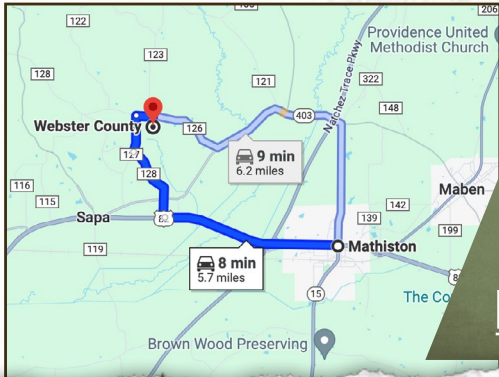 206
122
Providence United
Methodist Church
123
128
121
322
148
403
Natchez Trace Pkwy
Webster County
126
127
9 min
6.2 miles
128
116
115
Maben
142
139
Sapa
82
199
119
Mathiston
8 min
5.7 miles
15
8
The Co
Brown Wood Preserving